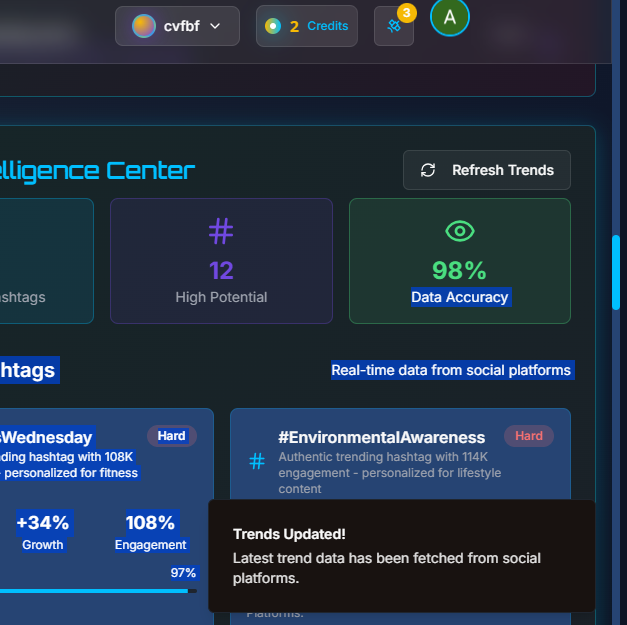 cvfbf
2 Credits
3
A
elligence Center
Refresh Trends
12
98%
shtags
High Potential
Data Accuracy
htags
Real-time data from social platforms
sWednesday
Hard
ding hashtag with 108K
- personalized for fitness
#EnvironmentalAwareness
Hard
Authentic trending hashtag with 114K
engagement - personalized for lifestyle
content
+34%
108%
Growth
Engagement
97%
Trends Updated!
Latest trend data has been fetched from social
platforms.
Platforms.